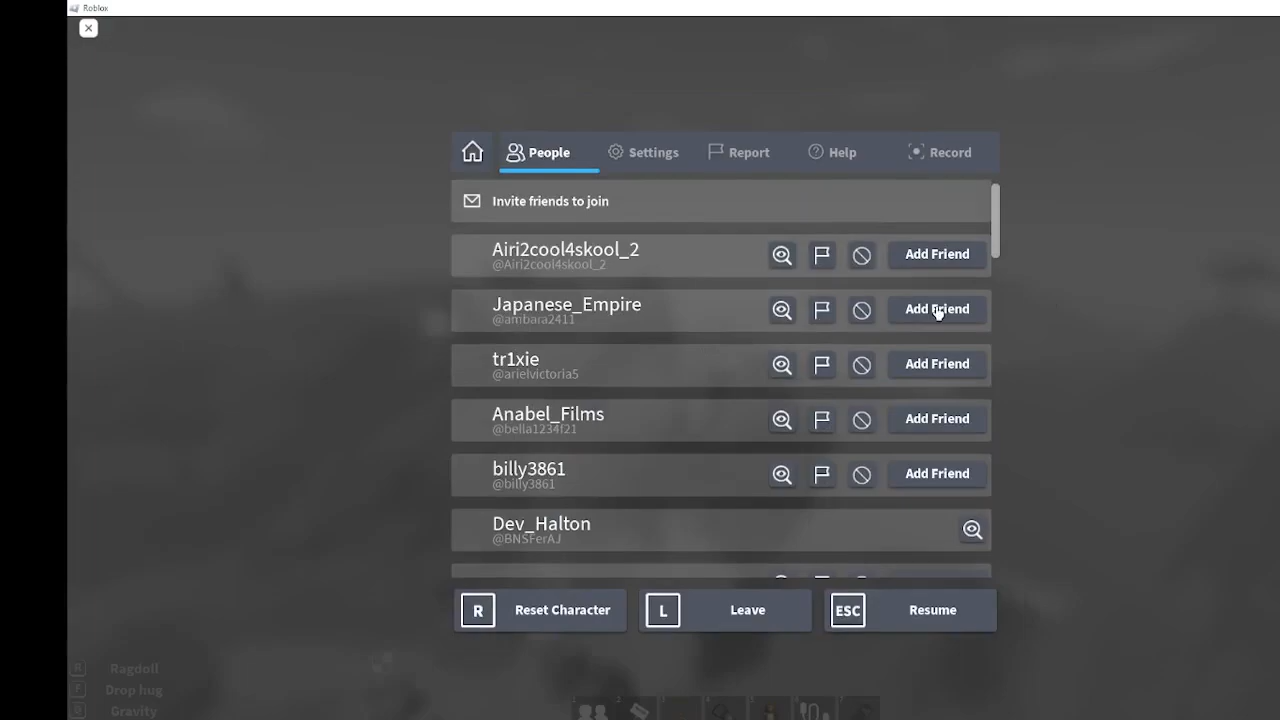 Roblox
People
Settings
Report
Help
Record
Invite friends to join
Airi2cool4skool_2
@Airi2cool4skool_2
Add Friend
Japanese_Empire
@ambara2411
Add Friend
tr1xie
@arielvictoria5
Add Friend
Anabel_Films
@bella1234f21
Add Friend
billy3861
@billy3861
Add Friend
Dev_Halton
@BNSFerAJ
R Reset Character
L Leave
ESC Resume
R Ragdoll
F Drop hug
G Gravity